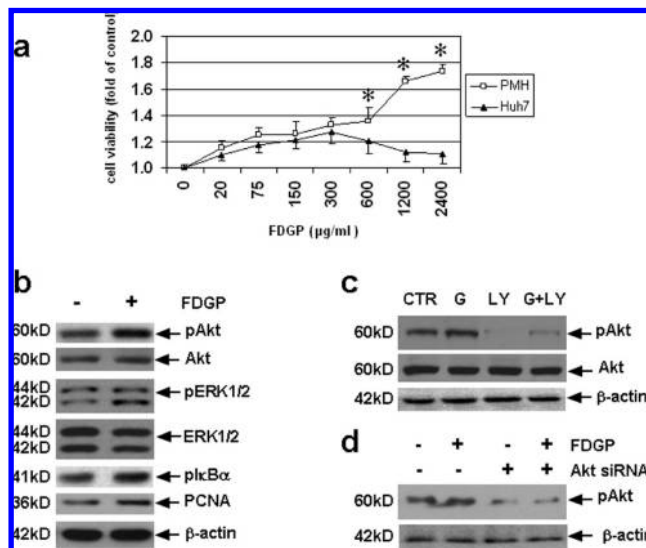 a
cell viability (fold of control)
2.0
1.8
1.6
1.4
1.2
1.0
* * *
PMH
Huh7
0 20 75 150 300 600 1200 2400
FDGP (µg/ml)
b
- + FDGP
60kD pAkt
60kD Akt
44kD
42kD pERK1/2
44kD
42kD ERK1/2
41kD pIκBα
36kD PCNA
42kD β-actin
c
CTR G LY G+LY
60kD pAkt
60kD Akt
42kD β-actin
d
- + - + FDGP
- - + + Akt siRNA
60kD pAkt
42kD β-actin